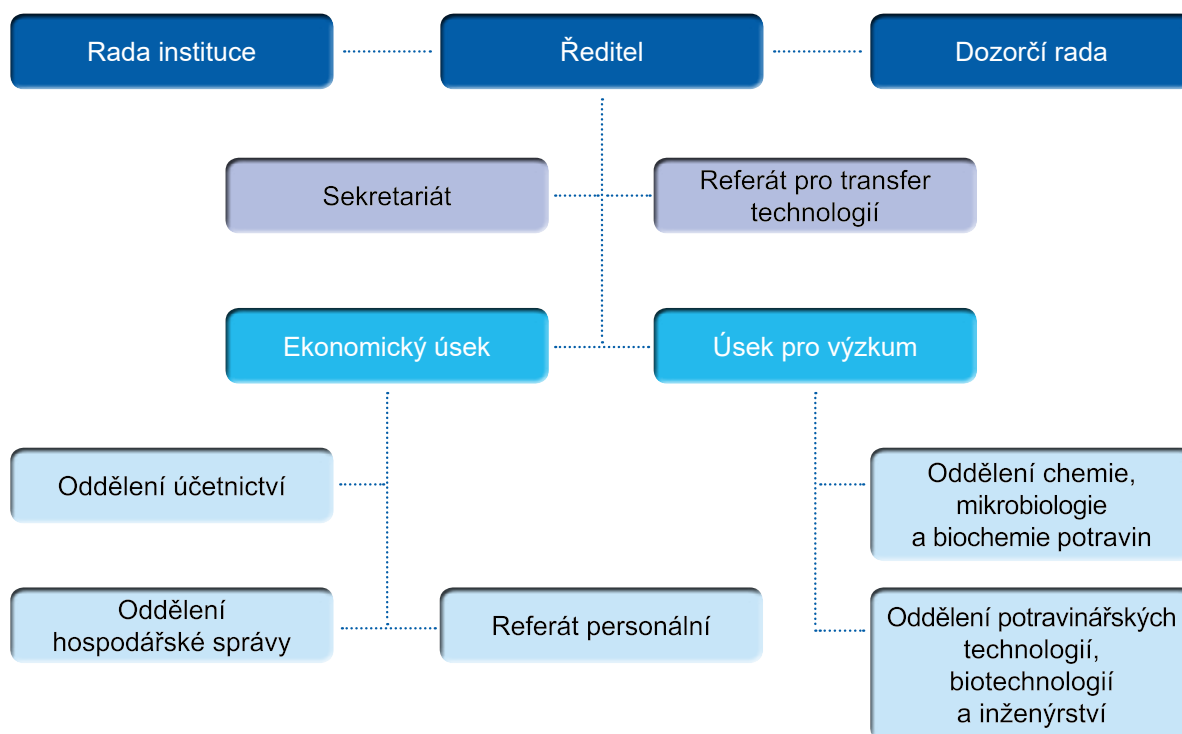 Rada instituce
Ředitel
Dozorčí rada
Sekretariát
Referát pro transfer
technologií
Ekonomický úsek
Úsek pro výzkum
Oddělení účetnictví
Oddělení chemie,
mikrobiologie
a biochemie potravin
Oddělení
hospodářské správy
Referát personální
Oddělení potravinářských
technologií,
biotechnologií
a inženýrství